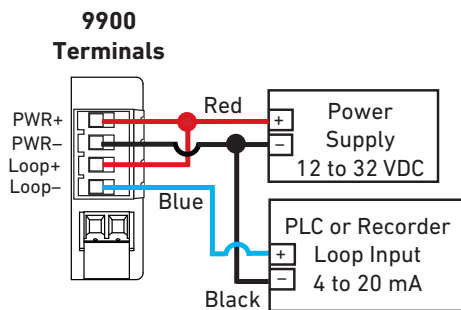 9900
Terminals
PWR+
PWR–
Loop+
Loop–
Red
Blue
Black
+
–
Power
Supply
12 to 32 VDC
+
–
PLC or Recorder
Loop Input
4 to 20 mA